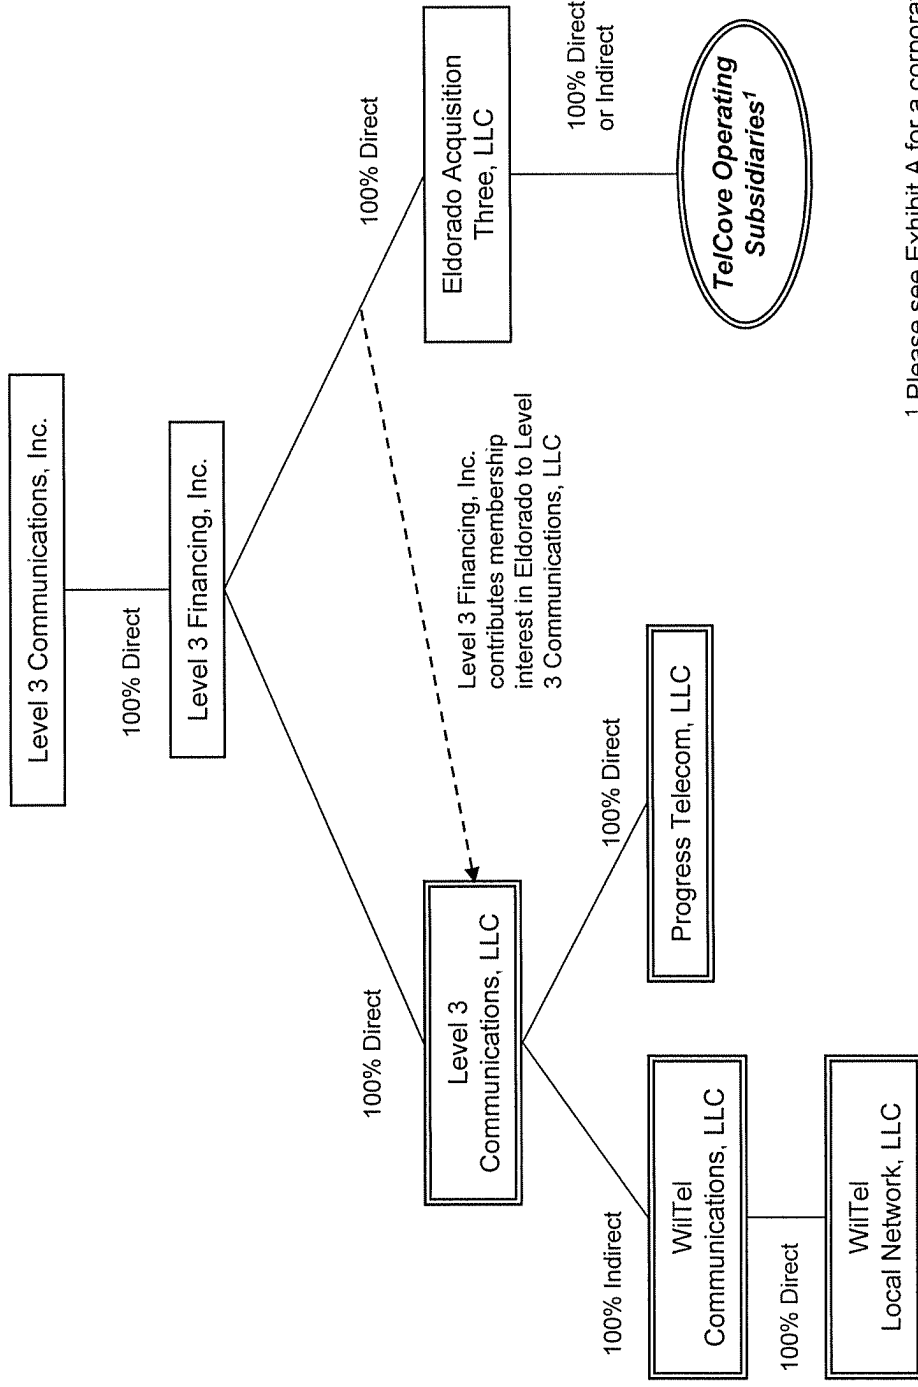 Level 3 Communications, Inc.
100% Direct
Level 3 Financing, Inc.
100% Direct
100% Direct
Level 3
Communications, LLC
Eldorado Acquisition
Three, LLC
Level 3 Financing, Inc.
contributes membership
interest in Eldorado to Level
3 Communications, LLC
100% Indirect
100% Direct
100% Direct
or Indirect
WilTel
Communications, LLC
Progress Telecom, LLC
TelCove Operating
Subsidiaries¹
100% Direct
WilTel
Local Network, LLC
1 Please see Exhibit A for a corpora